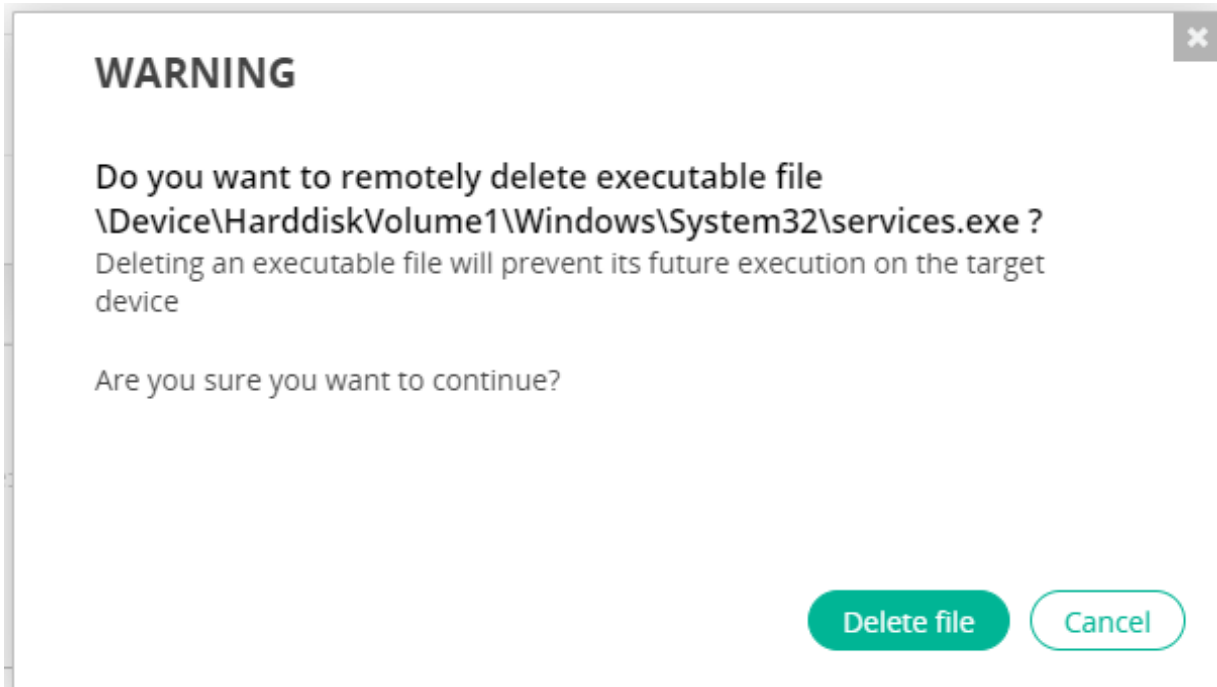 WARNING
Do you want to remotely delete executable file
\Device\HarddiskVolume1\Windows\System32\services.exe ?
Deleting an executable file will prevent its future execution on the target
device
Are you sure you want to continue?
Delete file
Cancel